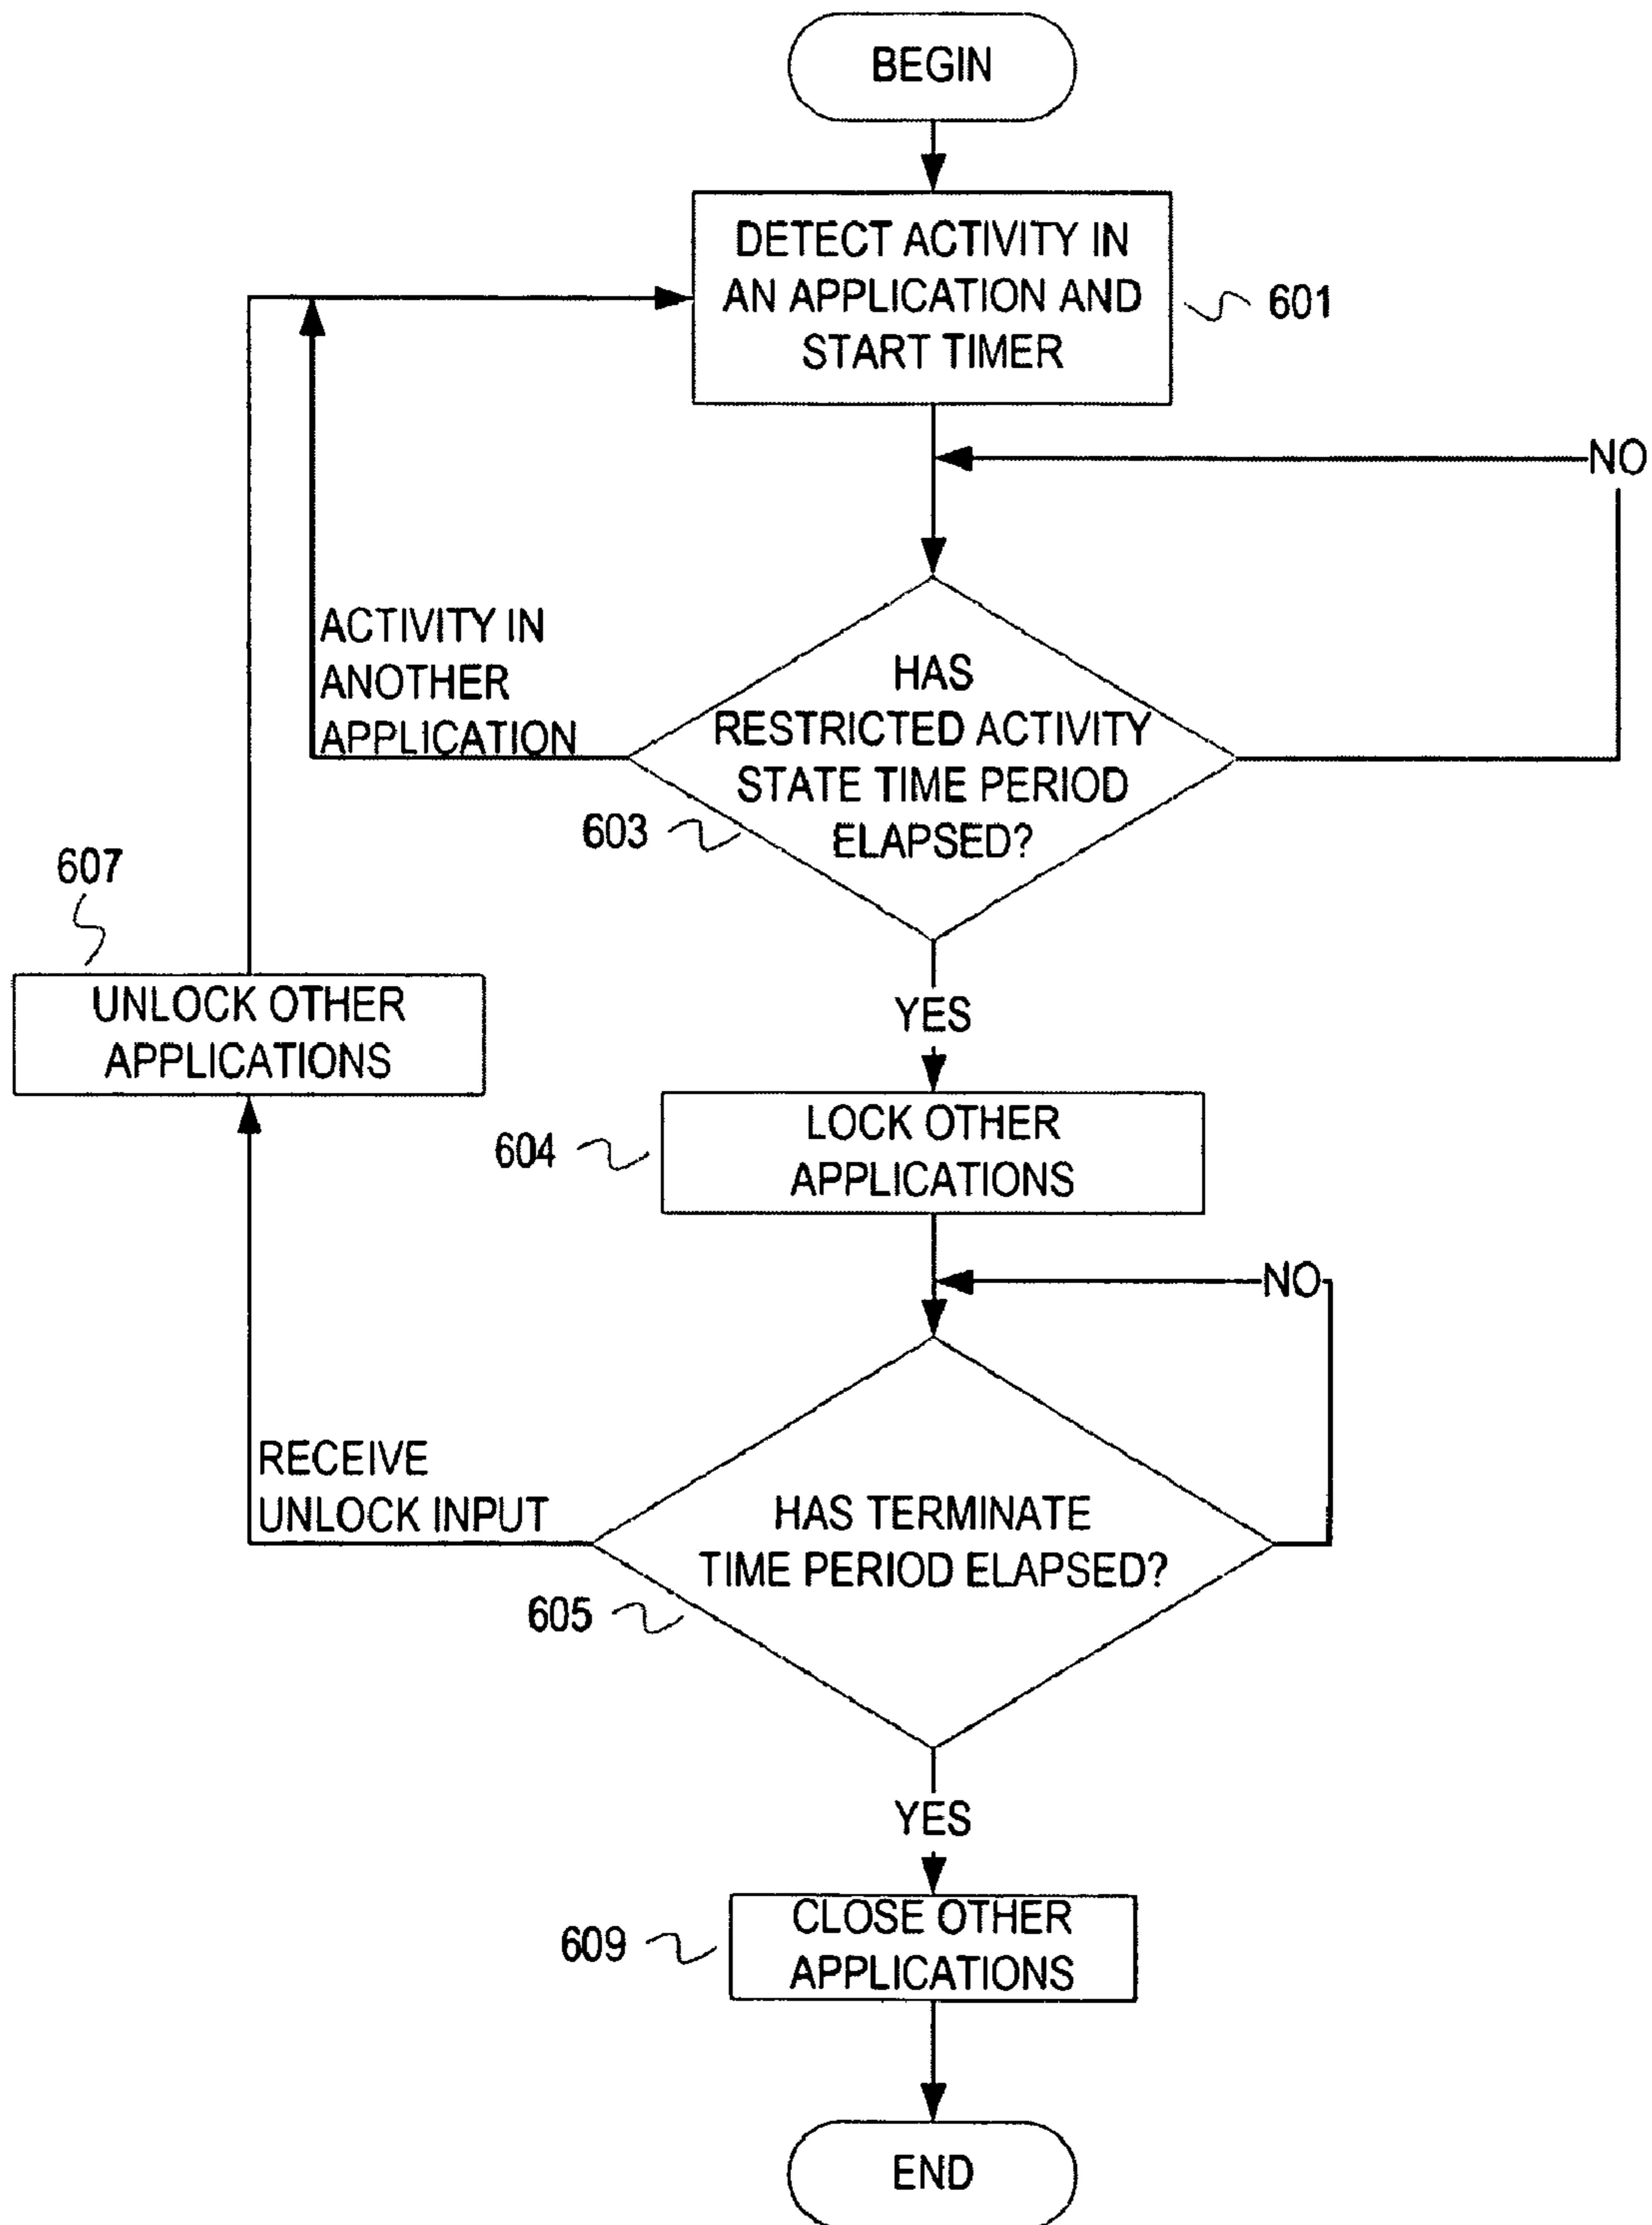 BEGIN
DETECT ACTIVITY IN
AN APPLICATION AND
START TIMER
601
NO
ACTIVITY IN
ANOTHER
APPLICATION
HAS
RESTRICTED ACTIVITY
STATE TIME PERIOD
ELAPSED?
603
607
UNLOCK OTHER
APPLICATIONS
YES
LOCK OTHER
APPLICATIONS
604
NO
RECEIVE
UNLOCK INPUT
HAS TERMINATE
TIME PERIOD ELAPSED?
605
YES
CLOSE OTHER
APPLICATIONS
609
END